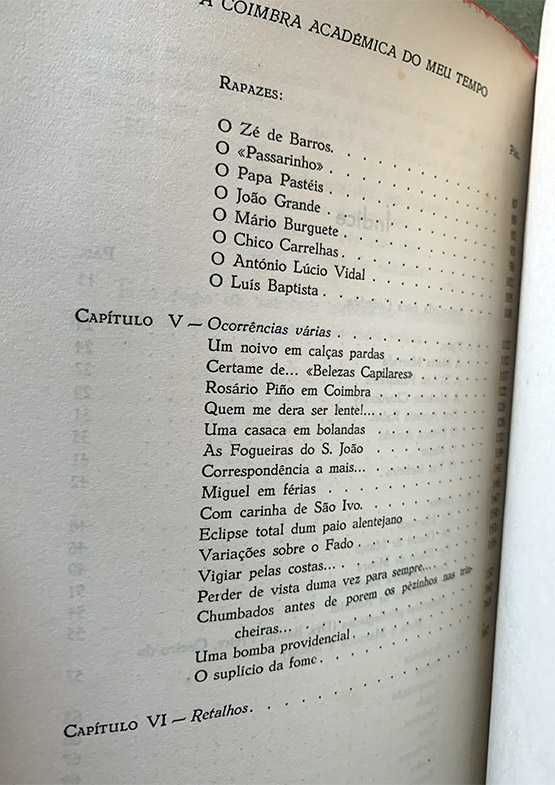 A COIMBRA ACADÉMICA DO MEU TEMPO
Pág.
RAPAZES:
O Zé de Barros.
O «Passarinho»
O Papa Pastéis
O João Grande
O Mário Burguete
O Chico Carrelhas
O António Lúcio Vidal
O Luís Baptista
CAPÍTULO V — Ocorrências várias
Um noivo em calças pardas
Certame de... «Belezas Capilares»
Rosário Piño em Coimbra
Quem me dera ser lente!...
Uma casaca em bolandas
As Fogueiras do S. João
Correspondência a mais...
Miguel em férias
Com carinha de São Ivo.
Eclipse total dum paio alentejano
Variações sobre o Fado
Vigiar pelas costas...
Perder de vista duma vez para sempre...
Chumbados antes de porem os pèzinhos nas trin-
cheiras...
Uma bomba providencial
O suplício da fome
CAPÍTULO VI — Retalhos